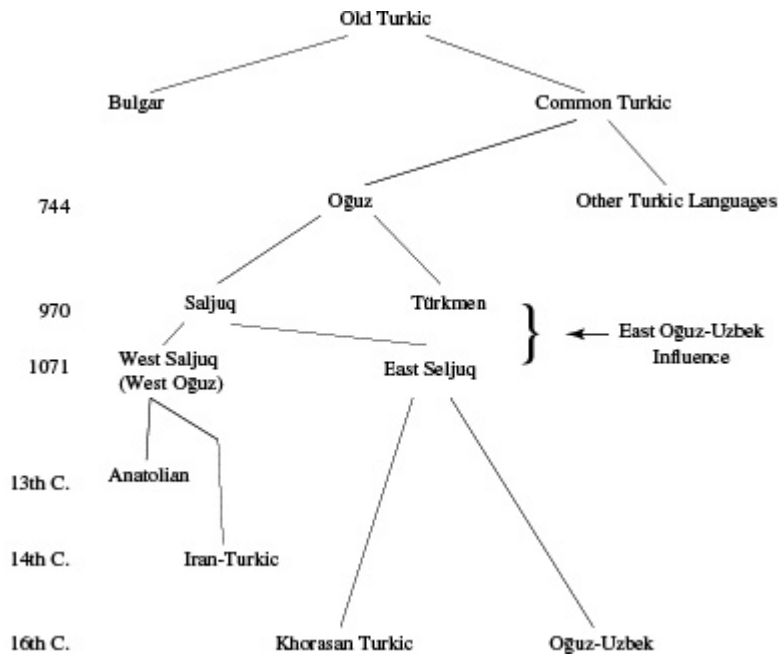 Old Turkic
Bulgar
Common Turkic
744
Oğuz
Other Turkic Languages
970
Saljuq
Türkmen
}
East Oğuz-Uzbek
Influence
1071
West Saljuq
(West Oğuz)
East Seljuq
13th C.
Anatolian
14th C.
Iran-Turkic
16th C.
Khorasan Turkic
Oğuz-Uzbek